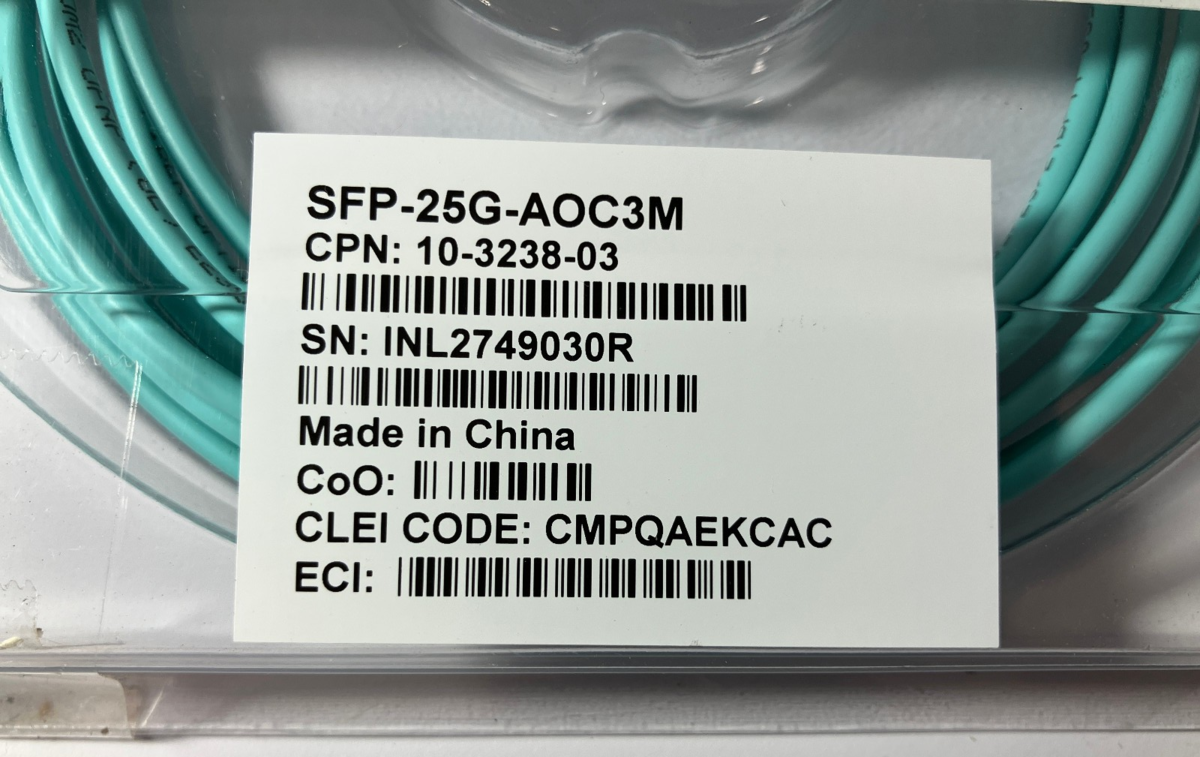 SFP-25G-AOC3M
CPN: 10-3238-03
SN: INL2749030R
Made in China
CoO:
CLEI CODE: CMPQAEKCAC
ECI: